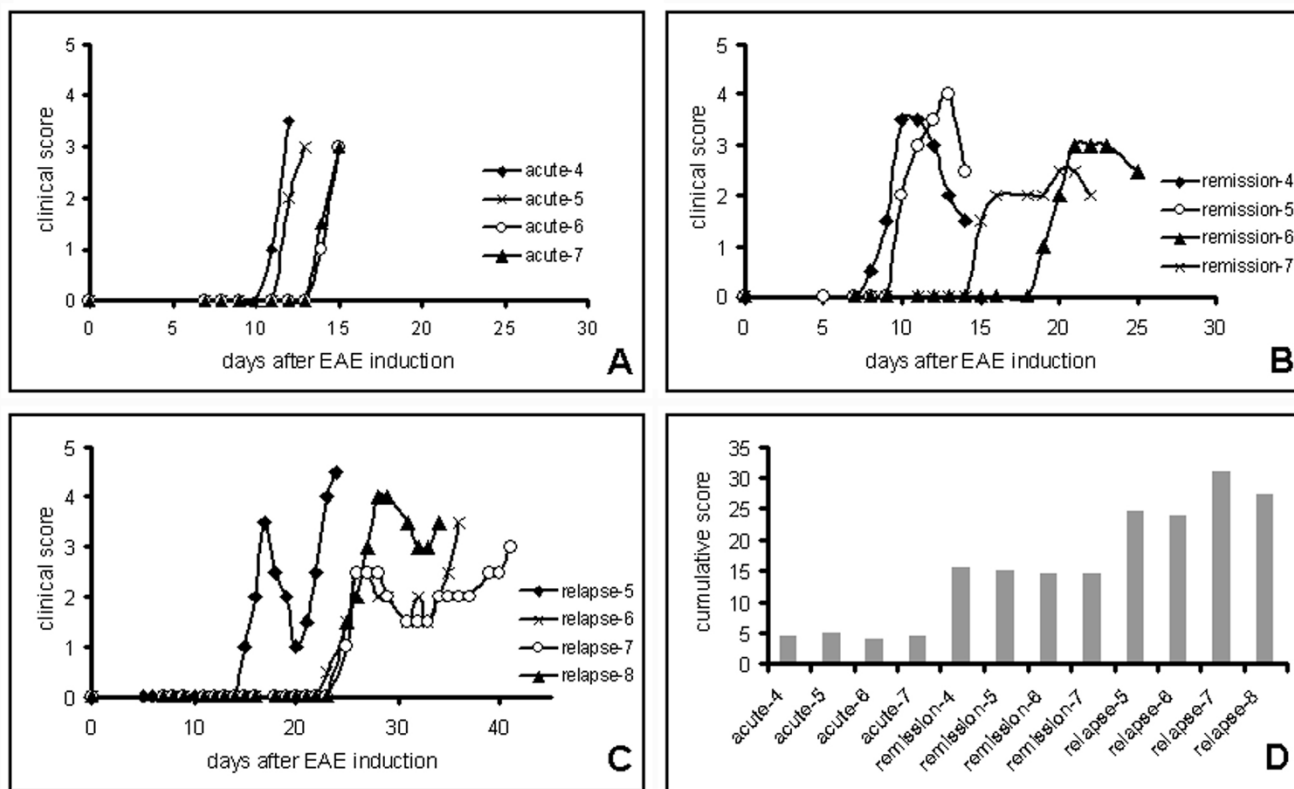 5
4
3
2
1
0
clinical score
0 5 10 15 20 25 30
days after EAE induction
acute-4
acute-5
acute-6
acute-7
A
5
4
3
2
1
0
clinical score
0 5 10 15 20 25 30
days after EAE induction
remission-4
remission-5
remission-6
remission-7
B
5
4
3
2
1
0
clinical score
0 10 20 30 40
days after EAE induction
relapse-5
relapse-6
relapse-7
relapse-8
C
35
30
25
20
15
10
5
0
cumulative score
acute-4
acute-5
acute-6
acute-7
remission-4
remission-5
remission-6
remission-7
relapse-5
relapse-6
relapse-7
relapse-8
D